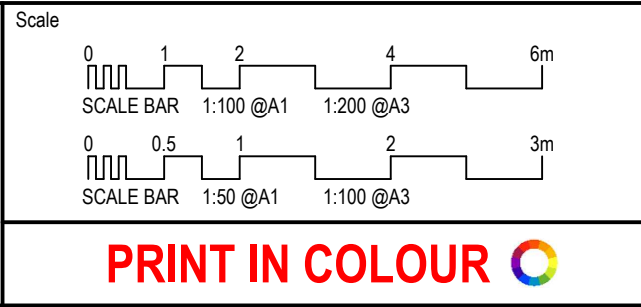 Scale
0 1 2 4 6m
SCALE BAR 1:100 @A1 1:200 @A3
0 0.5 1 2 3m
SCALE BAR 1:50 @A1 1:100 @A3
PRINT IN COLOUR